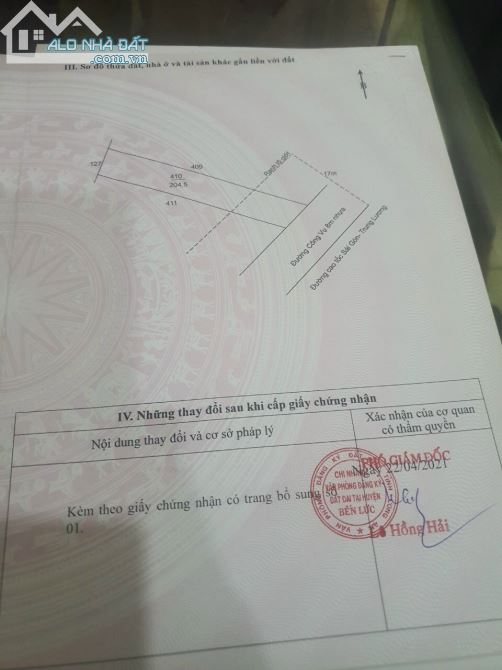 ALO NHÀ ĐẤT
.com.vn
III. Sơ đồ thửa đất, nhà ở và tài sản khác gắn liền với đất
B
127
409
410
204.5
411
17m
Đường Công Vụ 8m nhựa
Đường cao tốc Sài Gòn- Trung Lương
IV. Những thay đổi sau khi cấp giấy chứng nhận
Nội dung thay đổi và cơ sở pháp lý
Xác nhận của cơ quan
có thẩm quyền
Ngày 22/04/2021
PHÓ GIÁM ĐỐC
Kèm theo giấy chứng nhận có trang bổ sung số
01.
CHI NHÁNH
VĂN PHÒNG ĐĂNG KÝ
ĐẤT ĐAI TẠI HUYỆN
BẾN LỨC
Hồng Hải